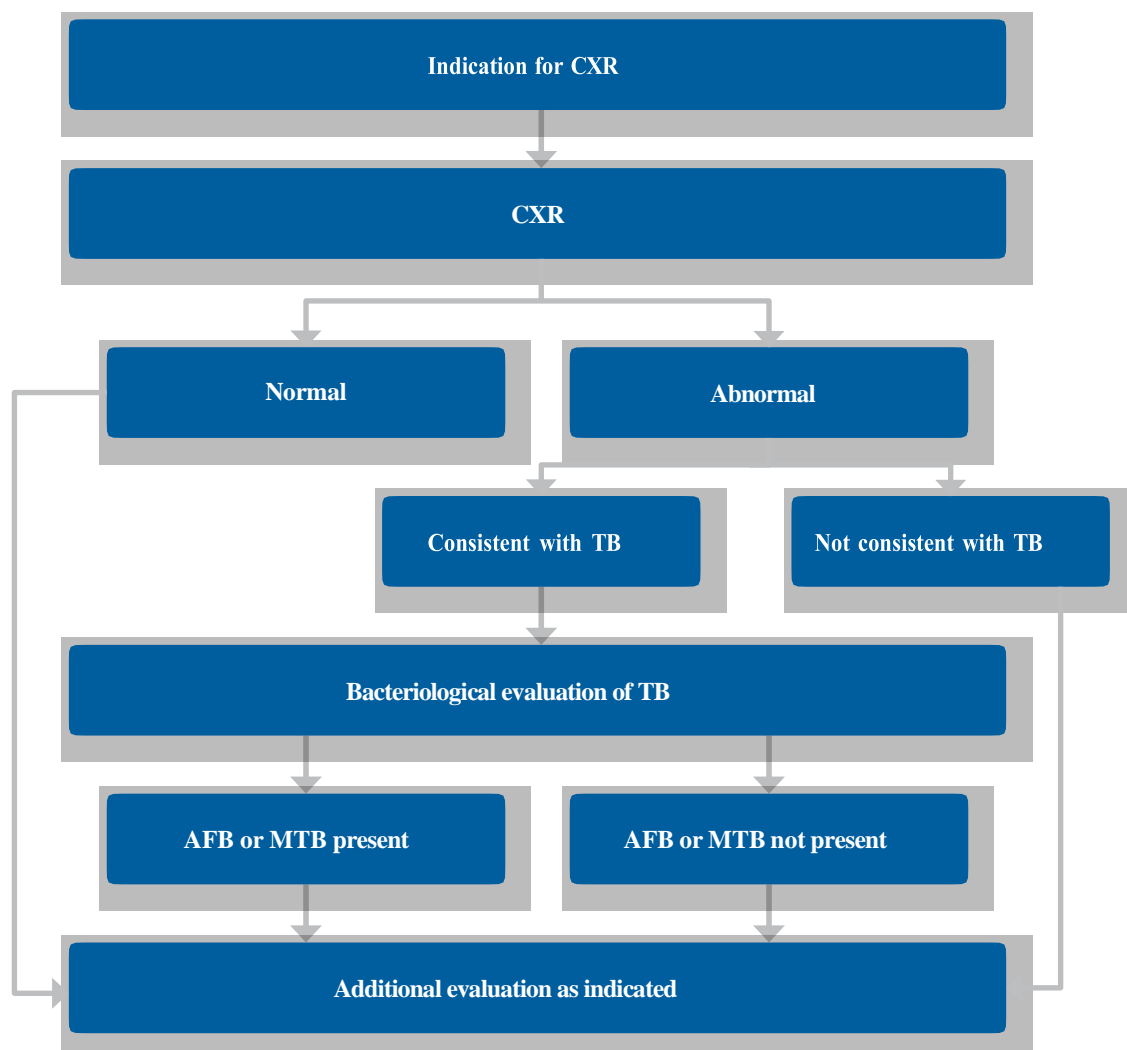 Indication for CXR
CXR
Normal
Abnormal
Consistent with TB
Not consistent with TB
Bacteriological evaluation of TB
AFB or MTB present
AFB or MTB not present
Additional evaluation as indicated